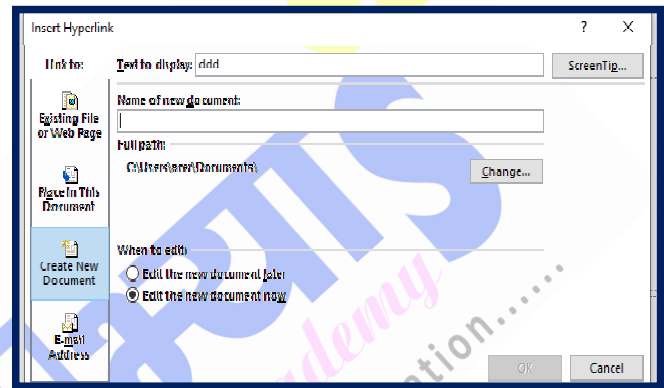 Insert Hyperlink ? X
Link to: Text to display: ddd ScreenTip...
Existing File or Web Page
Name of new document:
Full path:
C:\Users\arex\Documents\ Change...
Place in This Document
Create New Document
When to edit:
Edit the new document later
Edit the new document now
E-mail Address
OK Cancel